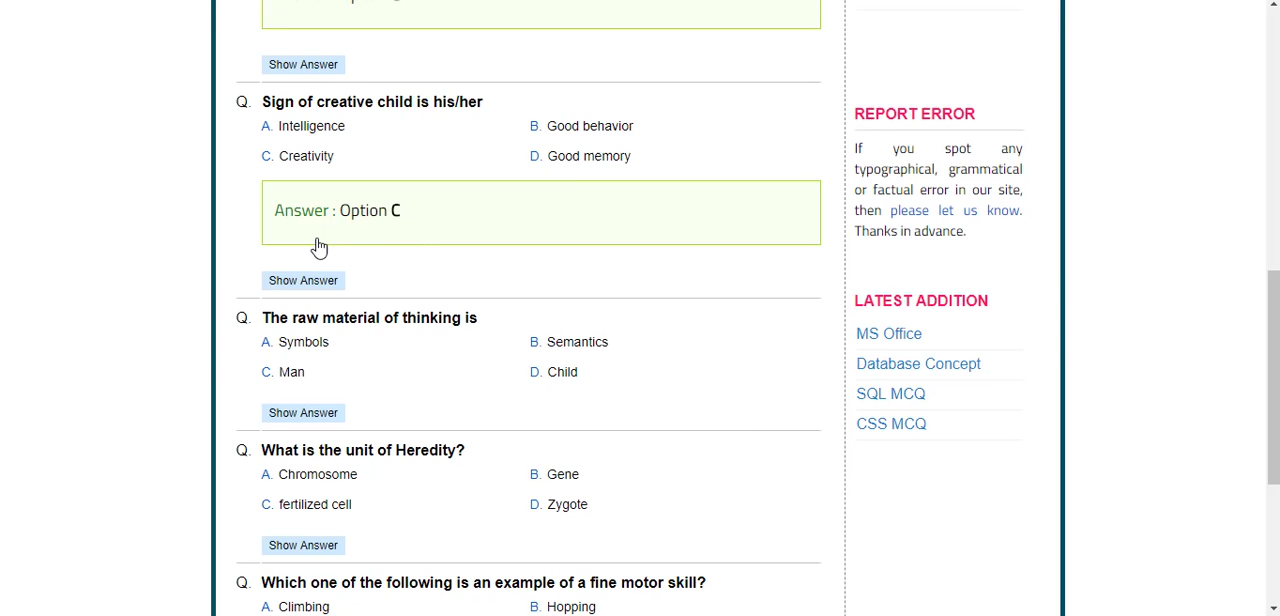 Show Answer
Q. Sign of creative child is his/her
A. Intelligence B. Good behavior
C. Creativity D. Good memory
Answer : Option C
Show Answer
Q. The raw material of thinking is
A. Symbols B. Semantics
C. Man D. Child
Show Answer
Q. What is the unit of Heredity?
A. Chromosome B. Gene
C. fertilized cell D. Zygote
Show Answer
Q. Which one of the following is an example of a fine motor skill?
A. Climbing B. Hopping
REPORT ERROR
If you spot any
typographical, grammatical
or factual error in our site,
then please let us know.
Thanks in advance.
LATEST ADDITION
MS Office
Database Concept
SQL MCQ
CSS MCQ